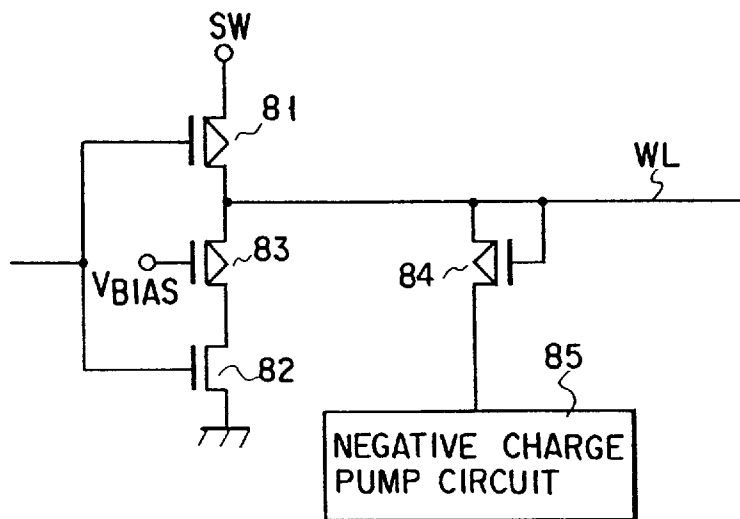 SW
81
WL
83
84
VBIAS
82
85
NEGATIVE CHARGE
PUMP CIRCUIT